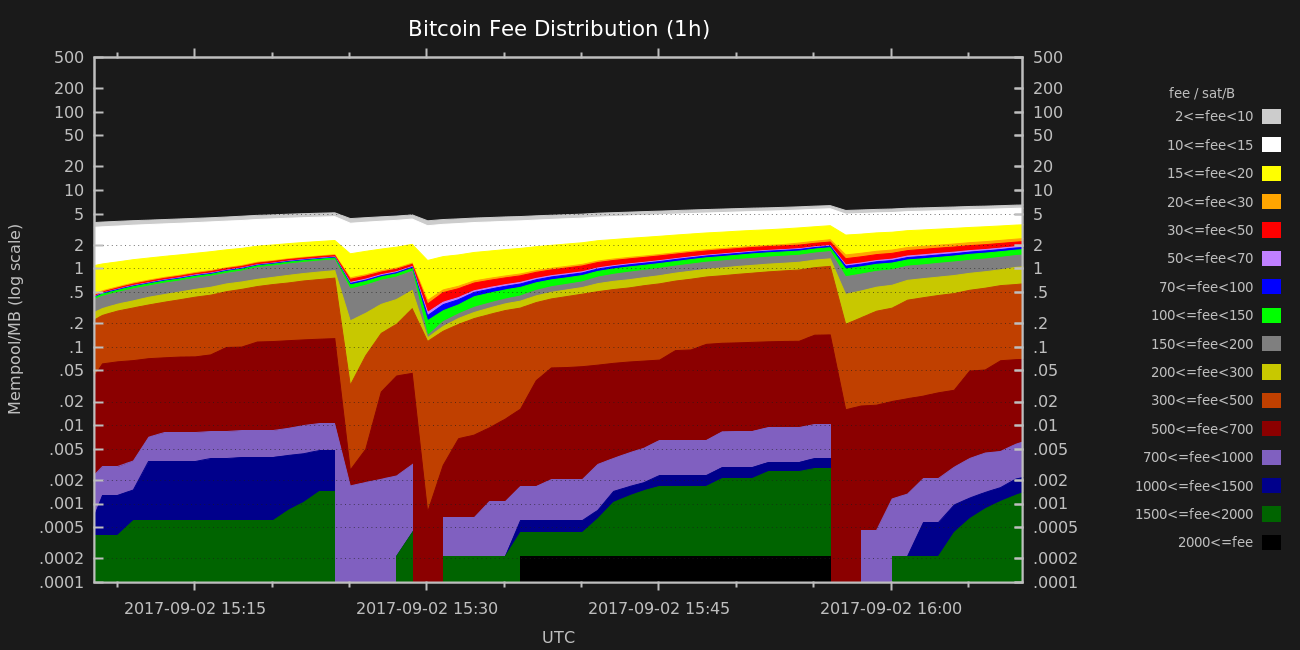 Bitcoin Fee Distribution (1h)
500 500
200 200
100 100
50 50
20 20
10 10
5 5
2 2
1 1
.5 .5
.2 .2
.1 .1
.05 .05
.02 .02
.01 .01
.005 .005
.002 .002
.001 .001
.0005 .0005
.0002 .0002
.0001 .0001
Mempool/MB (log scale)
2017-09-02 15:15 2017-09-02 15:30 2017-09-02 15:45 2017-09-02 16:00
UTC
fee / sat/B
2<=fee<10
10<=fee<15
15<=fee<20
20<=fee<30
30<=fee<50
50<=fee<70
70<=fee<100
100<=fee<150
150<=fee<200
200<=fee<300
300<=fee<500
500<=fee<700
700<=fee<1000
1000<=fee<1500
1500<=fee<2000
2000<=fee